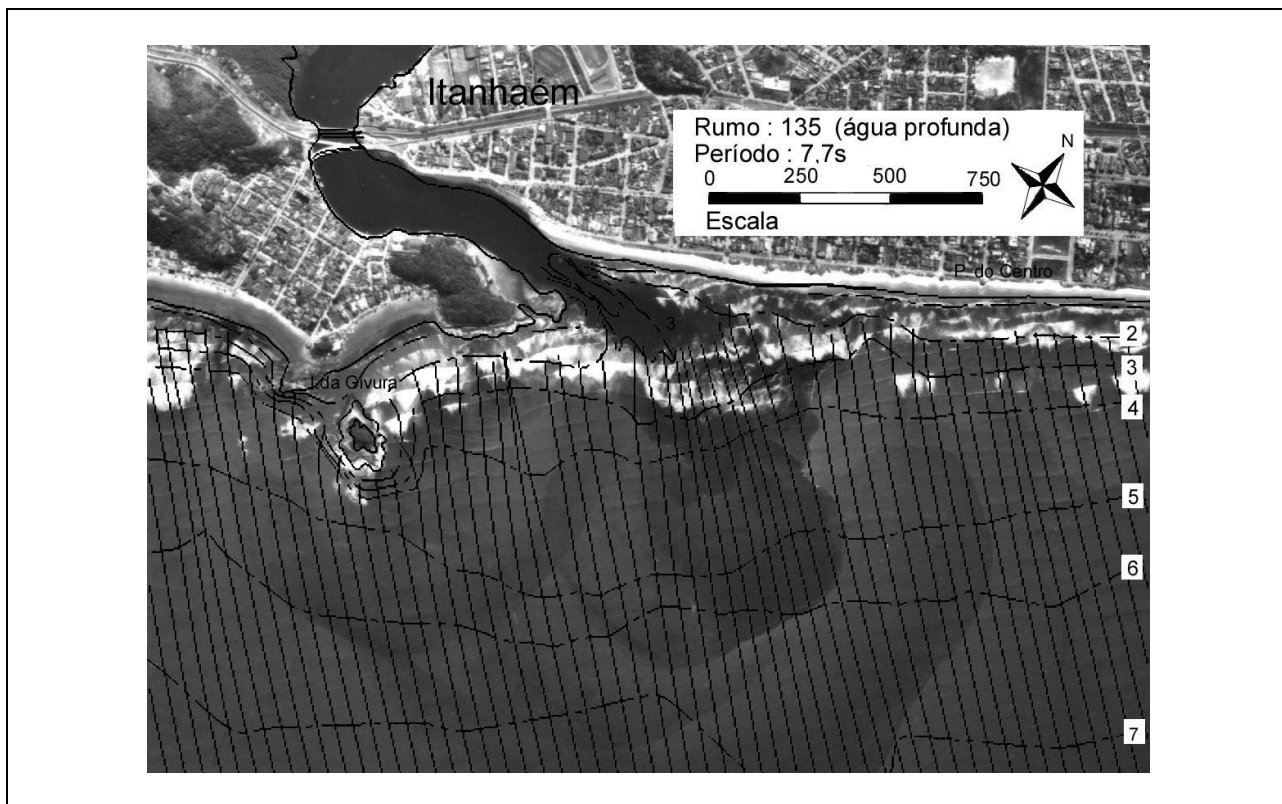 Itanhaém
Rumo : 135 (água profunda)
Período : 7,7s
0 250 500 750
N
Escala
P. do Centro
3
2
3
I.da Givura
4
5
6
7